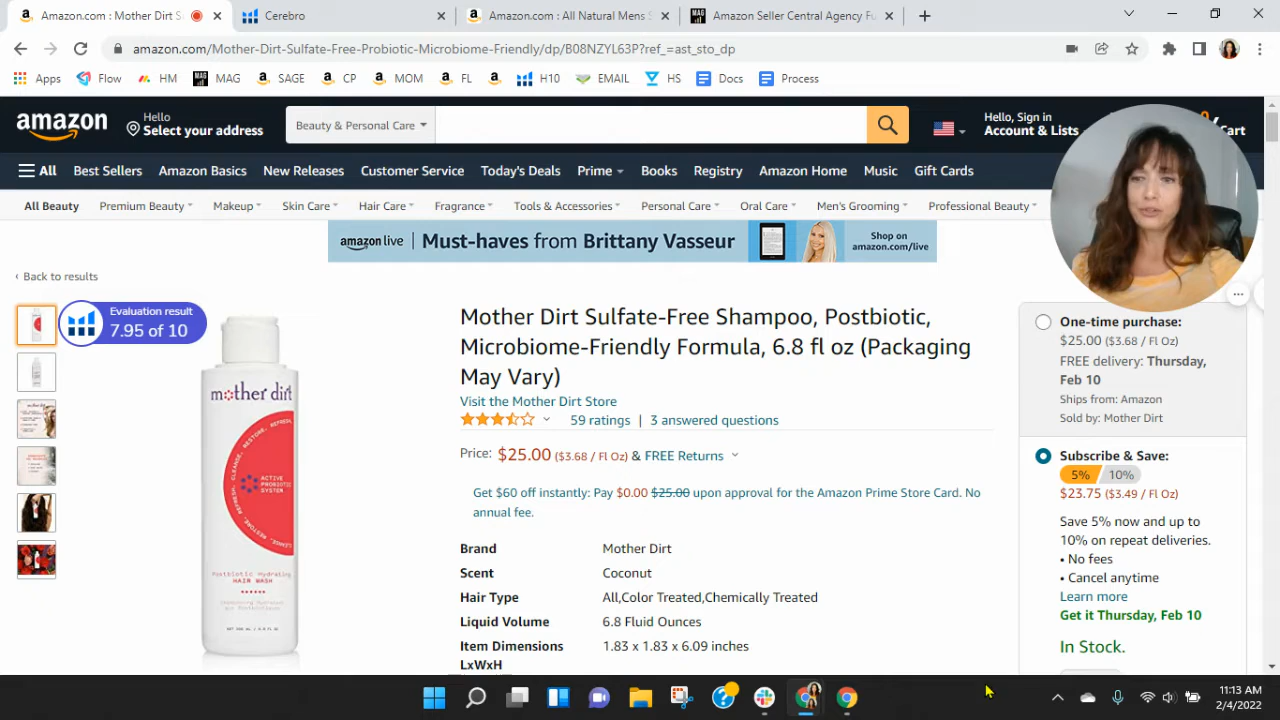 Amazon.com: Mother Dirt S
Cerebro
Amazon.com : All Natural Mens S
Amazon Seller Central Agency Fu
amazon.com/Mother-Dirt-Sulfate-Free-Probiotic-Microbiome-Friendly/dp/B08NZYL63P?ref_=ast_sto_dp
Apps Flow HM MAG SAGE CP MOM FL H10 EMAIL HS Docs Process
amazon
Hello
Select your address
Beauty & Personal Care
Hello, Sign in
Account & Lists
Cart
All Best Sellers Amazon Basics New Releases Customer Service Today's Deals Prime Books Registry Amazon Home Music Gift Cards
All Beauty Premium Beauty Makeup Skin Care Hair Care Fragrance Tools & Accessories Personal Care Oral Care Men's Grooming Professional Beauty
amazon live Must-haves from Brittany Vasseur
Shop on
amazon.com/live
‹ Back to results
Evaluation result
7.95 of 10
mother dirt
CLEANSE. RESTORE. REFRESH.
ACTIVE
PROBIOTIC
SYSTEM
Postbiotic Hydrating
HAIR WASH
Mother Dirt Sulfate-Free Shampoo, Postbiotic,
Microbiome-Friendly Formula, 6.8 fl oz (Packaging
May Vary)
Visit the Mother Dirt Store
59 ratings | 3 answered questions
Price: $25.00 ($3.68 / Fl Oz) & FREE Returns
Get $60 off instantly: Pay $0.00 $25.00 upon approval for the Amazon Prime Store Card. No
annual fee.
Brand Mother Dirt
Scent Coconut
Hair Type All,Color Treated,Chemically Treated
Liquid Volume 6.8 Fluid Ounces
Item Dimensions 1.83 x 1.83 x 6.09 inches
LxWxH
One-time purchase:
$25.00 ($3.68 / Fl Oz)
FREE delivery: Thursday,
Feb 10
Ships from: Amazon
Sold by: Mother Dirt
Subscribe & Save:
5% 10%
$23.75 ($3.49 / Fl Oz)
Save 5% now and up to
10% on repeat deliveries.
• No fees
• Cancel anytime
Learn more
Get it Thursday, Feb 10
In Stock.
11:13 AM
2/4/2022